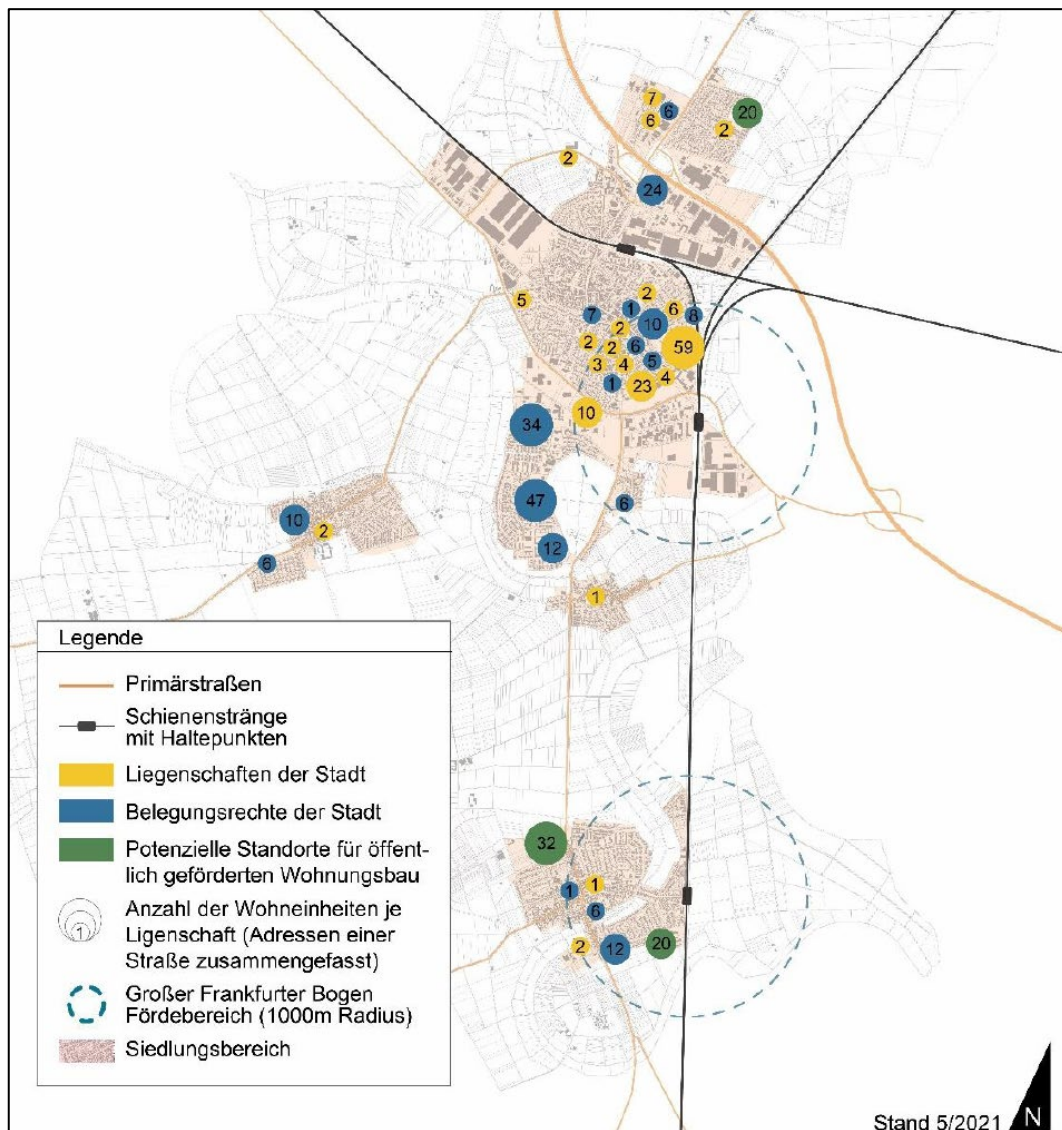 7
6
6
2
20
2
24
5
2
1
6
8
7
10
2
2
2
6
59
3
4
5
4
1
23
10
34
47
6
12
10
2
6
1
Legende
Primärstraßen
Schienenstränge
mit Haltepunkten
Liegenschaften der Stadt
Belegungsrechte der Stadt
Potenzielle Standorte für öffent-
lich geförderten Wohnungsbau
1
Anzahl der Wohneinheiten je
Ligenschaft (Adressen einer
Straße zusammengefasst)
Großer Frankfurter Bogen
Fördebereich (1000m Radius)
Siedlungsbereich
32
1
1
6
2
12
20
Stand 5/2021
N